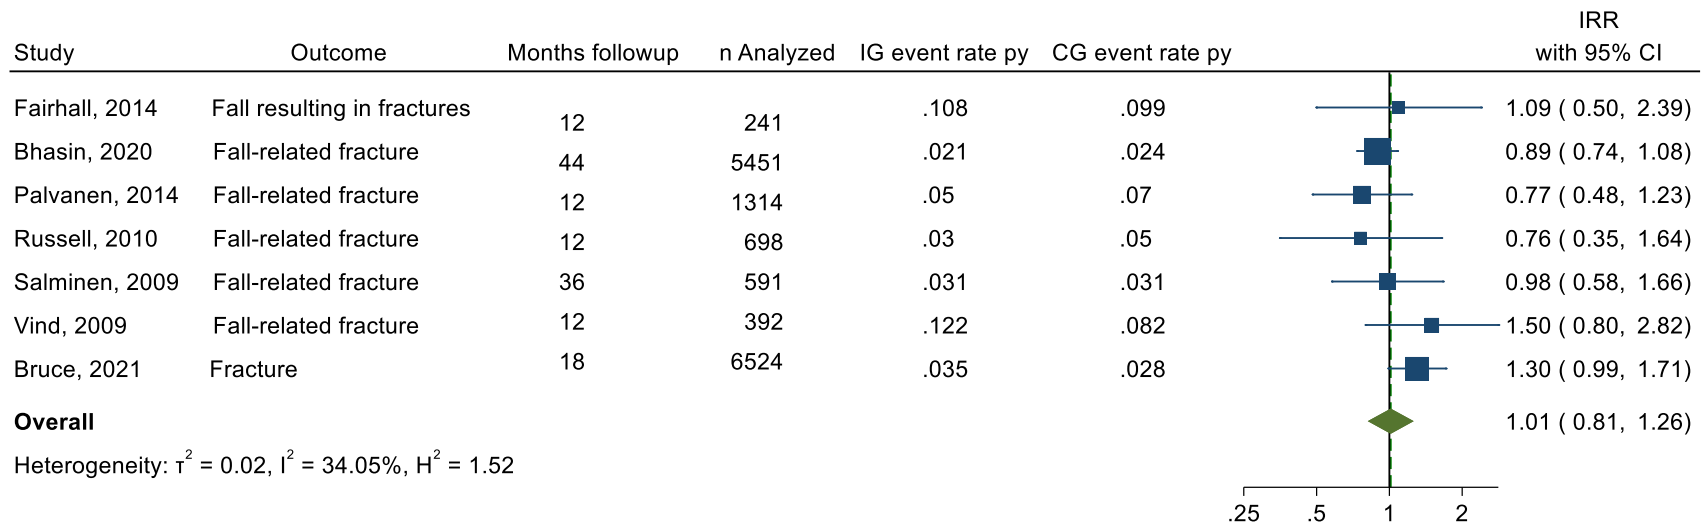 IRR
Study Outcome Months followup n Analyzed IG event rate py CG event rate py with 95% CI
Fairhall, 2014 Fall resulting in fractures 12 241 .108 .099 1.09 ( 0.50, 2.39)
Bhasin, 2020 Fall-related fracture 44 5451 .021 .024 0.89 ( 0.74, 1.08)
Palvanen, 2014 Fall-related fracture 12 1314 .05 .07 0.77 ( 0.48, 1.23)
Russell, 2010 Fall-related fracture 12 698 .03 .05 0.76 ( 0.35, 1.64)
Salminen, 2009 Fall-related fracture 36 591 .031 .031 0.98 ( 0.58, 1.66)
Vind, 2009 Fall-related fracture 12 392 .122 .082 1.50 ( 0.80, 2.82)
Bruce, 2021 Fracture 18 6524 .035 .028 1.30 ( 0.99, 1.71)
Overall 1.01 ( 0.81, 1.26)
Heterogeneity: τ² = 0.02, I² = 34.05%, H² = 1.52
.25 .5 1 2